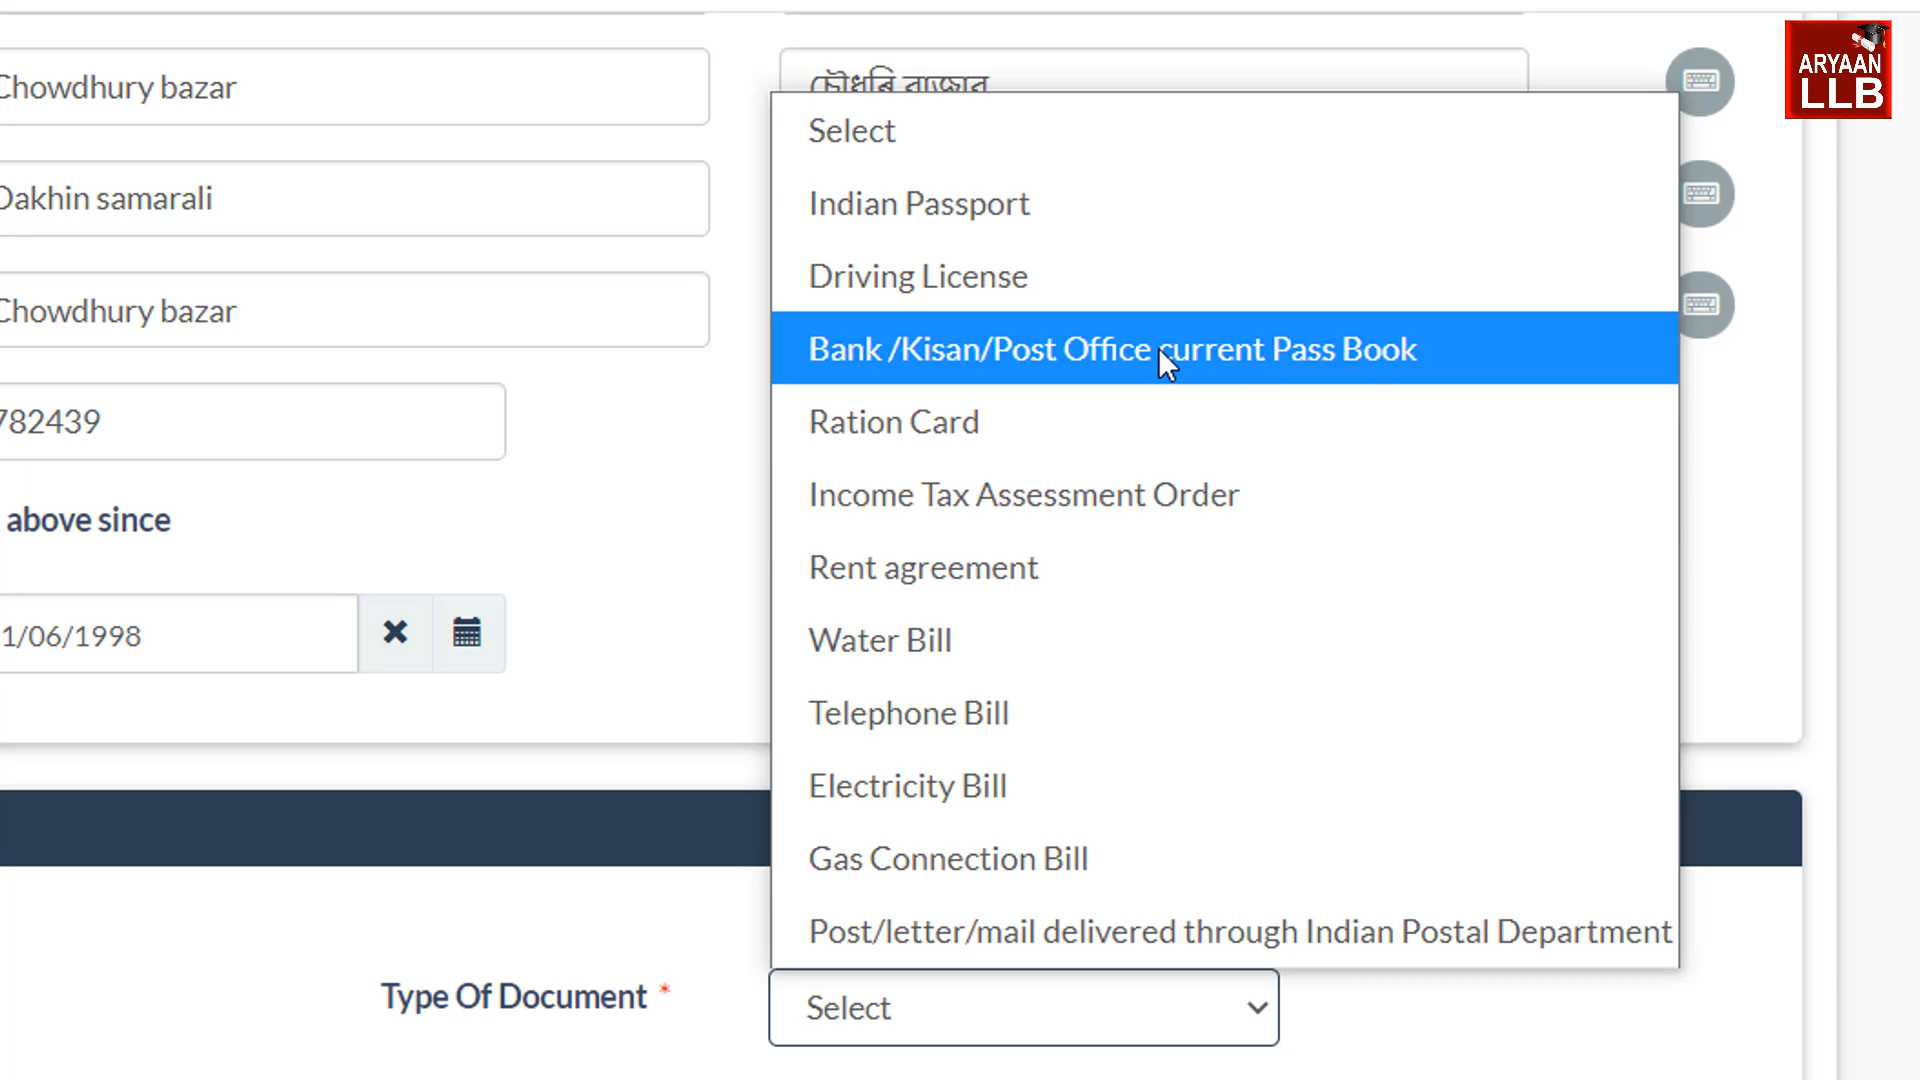 Chowdhury bazar
চৌধৰি বাজাৰ
ARYAAN
LLB
Dakhin samarali
Chowdhury bazar
782439
above since
1/06/1998
Select
Indian Passport
Driving License
Bank /Kisan/Post Office current Pass Book
Ration Card
Income Tax Assessment Order
Rent agreement
Water Bill
Telephone Bill
Electricity Bill
Gas Connection Bill
Post/letter/mail delivered through Indian Postal Department
Type Of Document *
Select